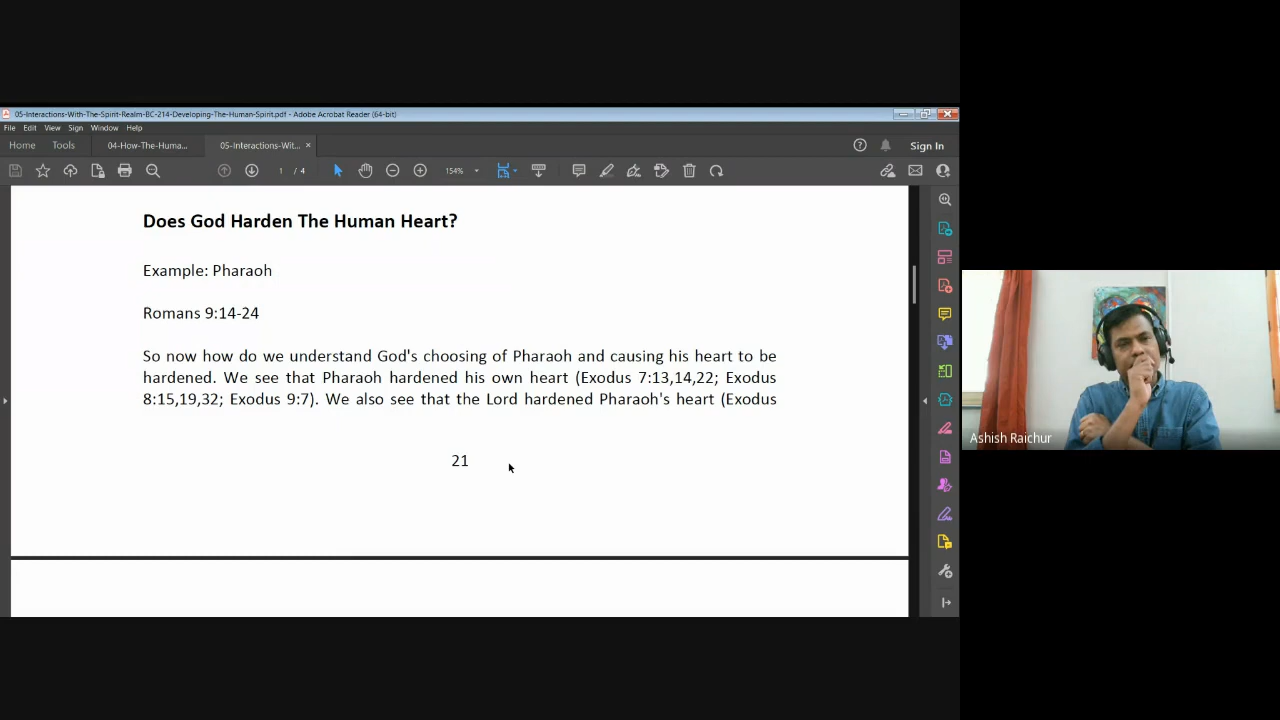 05-Interactions-With-The-Spirit-Realm-BC-214-Developing-The-Human-Spirit.pdf - Adobe Acrobat Reader (64-bit)
File Edit View Sign Window Help
Home Tools 04-How-The-Huma... 05-Interactions-Wit... × Sign In
1 / 4 154%
Does God Harden The Human Heart?
Example: Pharaoh
Romans 9:14-24
So now how do we understand God's choosing of Pharaoh and causing his heart to be
hardened. We see that Pharaoh hardened his own heart (Exodus 7:13,14,22; Exodus
8:15,19,32; Exodus 9:7). We also see that the Lord hardened Pharaoh's heart (Exodus
21
Ashish Raichur